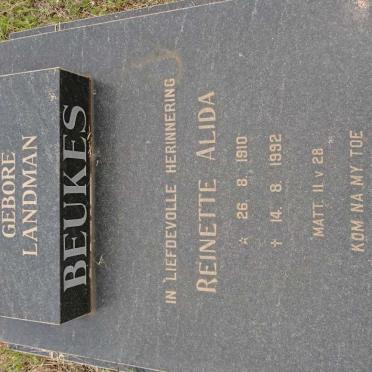 GEBORE
LANDMAN
BEUKES
IN LIEFDEVOLLE HERINNERING
REINETTE ALIDA
☆ 26. 8. 1910
† 14. 8. 1992
MATT. 11 v 28
KOM NA MY TOE